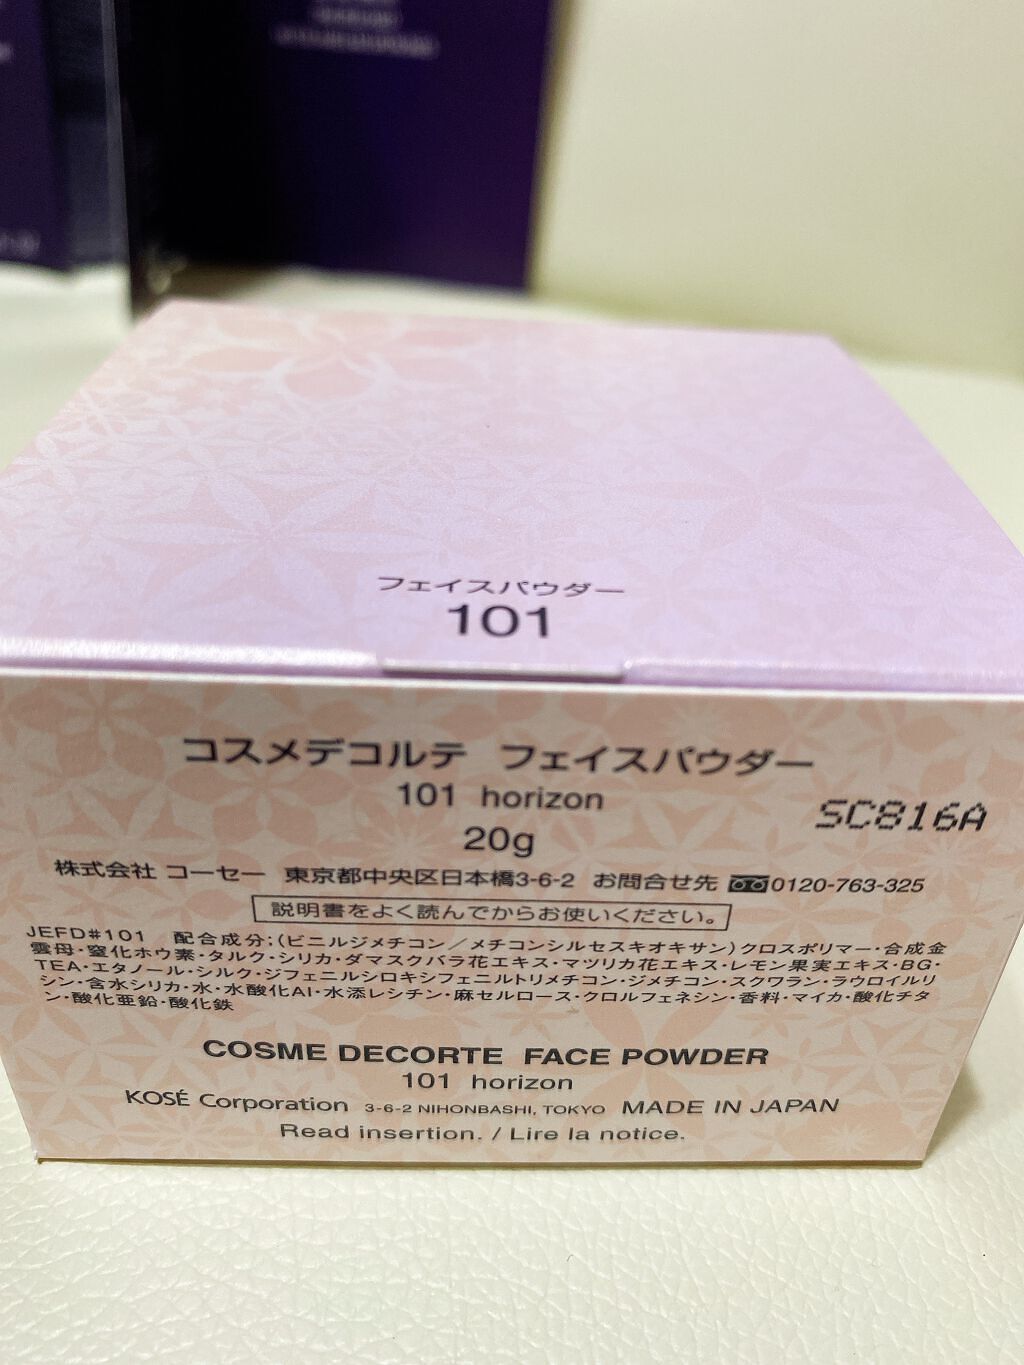 フェイスパウダー
101
コスメデコルテ フェイスパウダー
101 horizon
SC816A
20g
株式会社 コーセー 東京都中央区日本橋3-6-2 お問合せ先 0120-763-325
説明書をよく読んでからお使いください。
JEFD#101 配合成分:(ビニルジメチコン/メチコンシルセスキオキサン)クロスポリマー・合成金
雲母・窒化ホウ素・タルク・シリカ・ダマスクバラ花エキス・マツリカ花エキス・レモン果実エキス・BG・
TEA・エタノール・シルク・ジフェニルシロキシフェニルトリメチコン・ジメチコン・スクワラン・ラウロイルリ
シン・含水シリカ・水・水酸化Al・水添レシチン・麻セルロース・クロルフェネシン・香料・マイカ・酸化チタ
ン・酸化亜鉛・酸化鉄
COSME DECORTE FACE POWDER
101 horizon
KOSÉ Corporation 3-6-2 NIHONBASHI, TOKYO MADE IN JAPAN
Read insertion. / Lire la notice.